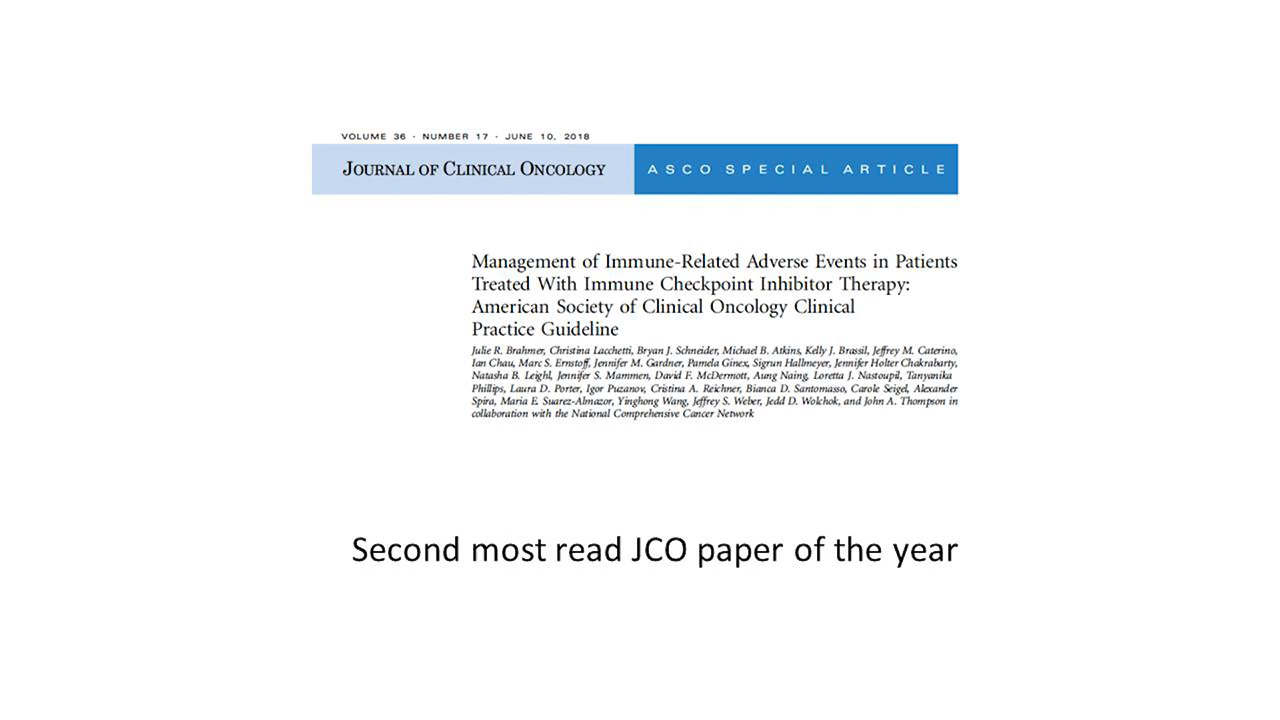 VOLUME 36 · NUMBER 17 · JUNE 10, 2018
JOURNAL OF CLINICAL ONCOLOGY
ASCO SPECIAL ARTICLE
Management of Immune-Related Adverse Events in Patients
Treated With Immune Checkpoint Inhibitor Therapy:
American Society of Clinical Oncology Clinical
Practice Guideline
Julie R. Brahmer, Christina Lacchetti, Bryan J. Schneider, Michael B. Atkins, Kelly J. Brassil, Jeffrey M. Caterino,
Ian Chau, Marc S. Ernstoff, Jennifer M. Gardner, Pamela Ginex, Sigrun Hallmeyer, Jennifer Holter Chakrabarty,
Natasha B. Leighl, Jennifer S. Mammen, David F. McDermott, Aung Naing, Loretta J. Nastoupil, Tanyanika
Phillips, Laura D. Porter, Igor Puzanov, Cristina A. Reichner, Bianca D. Santomasso, Carole Seigel, Alexander
Spira, Maria E. Suarez-Almazor, Yinghong Wang, Jeffrey S. Weber, Jedd D. Wolchok, and John A. Thompson in
collaboration with the National Comprehensive Cancer Network
Second most read JCO paper of the year